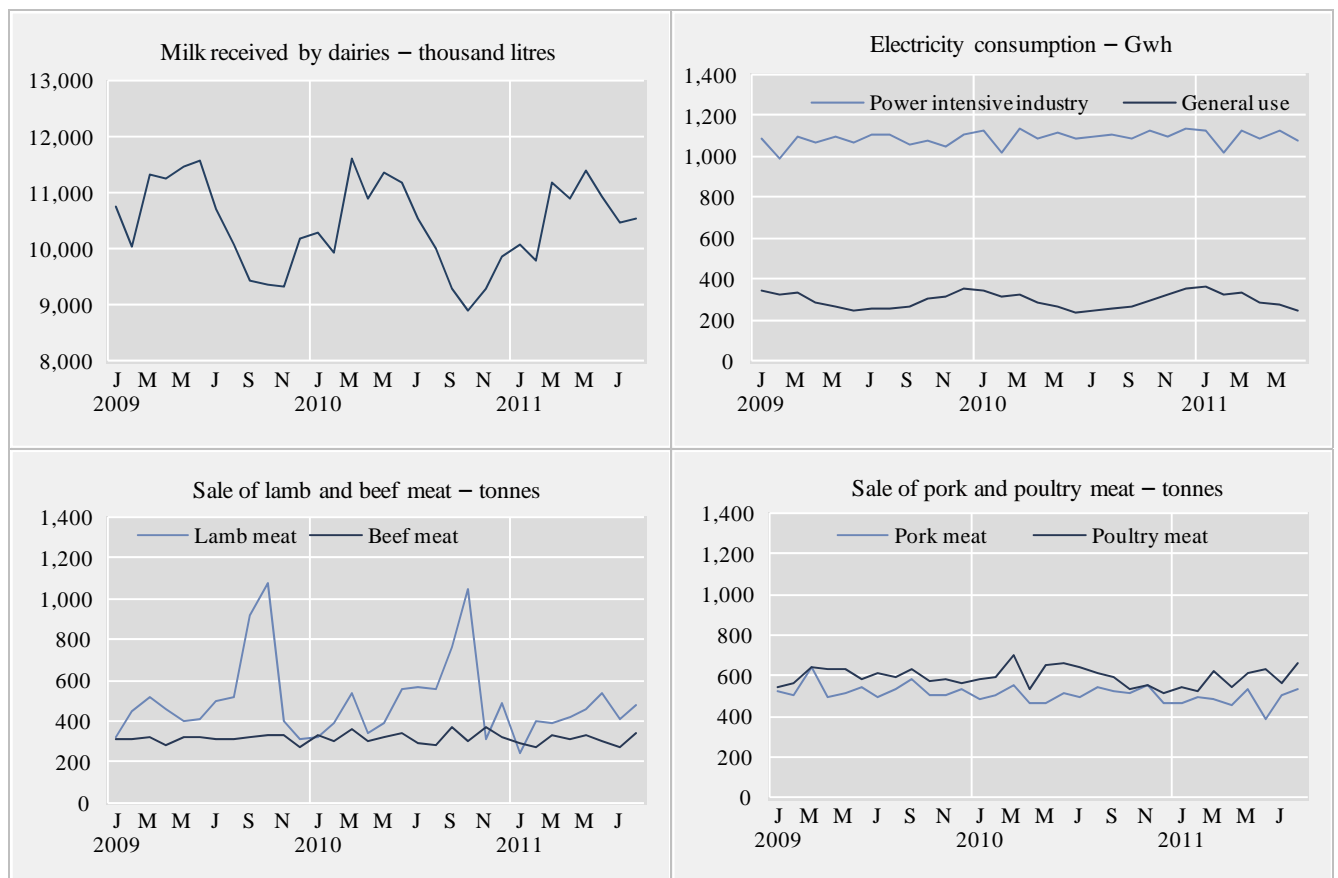 Milk received by dairies – thousand litres
13,000
12,000
11,000
10,000
9,000
8,000
J M M J S N J M M J S N J M M J
2009 2010 2011
Electricity consumption – Gwh
1,400
Power intensive industry General use
1,200
1,000
800
600
400
200
0
J M M J S N J M M J S N J M M
2009 2010 2011
Sale of lamb and beef meat – tonnes
1,400
Lamb meat Beef meat
1,200
1,000
800
600
400
200
0
J M M J S N J M M J S N J M M J
2009 2010 2011
Sale of pork and poultry meat – tonnes
1,400
Pork meat Poultry meat
1,200
1,000
800
600
400
200
0
J M M J S N J M M J S N J M M J
2009 2010 2011